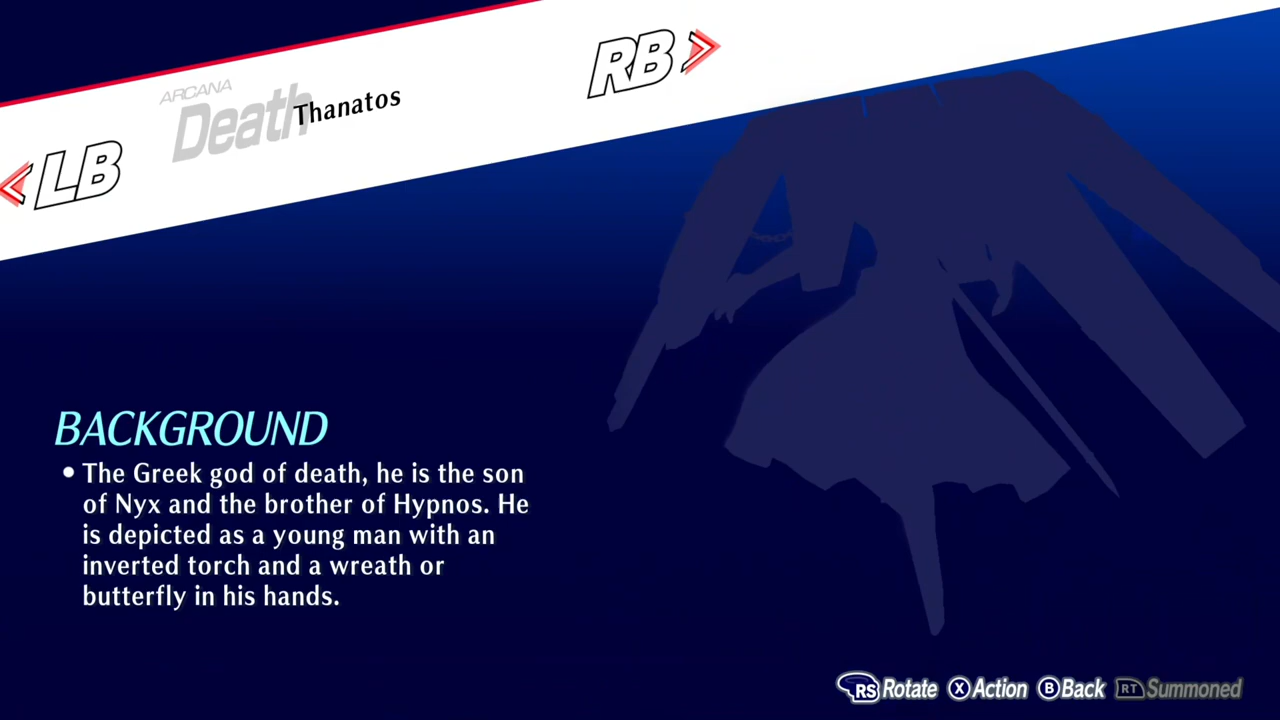 ARCANA
Death Thanatos
LB
RB
BACKGROUND
• The Greek god of death, he is the son
of Nyx and the brother of Hypnos. He
is depicted as a young man with an
inverted torch and a wreath or
butterfly in his hands.
RS Rotate X Action B Back RT Summoned